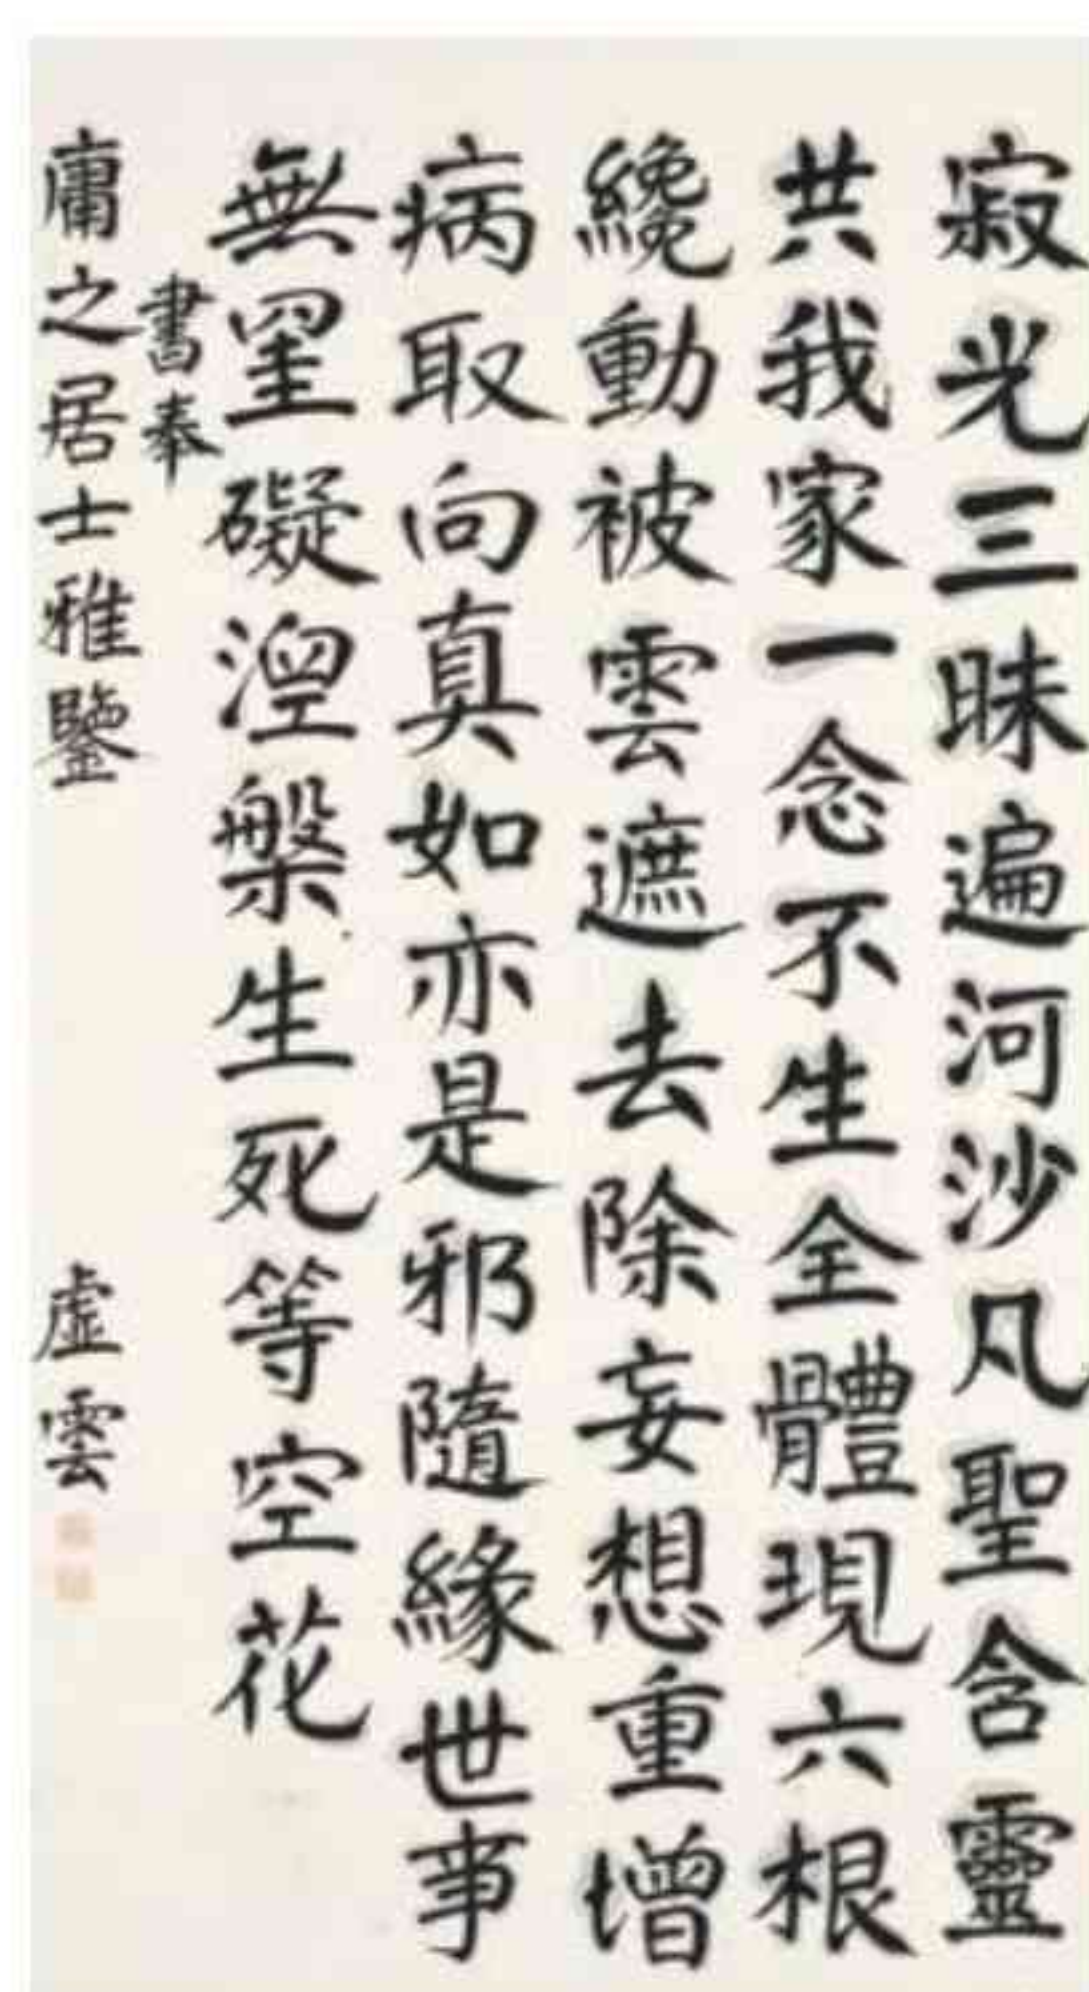 寂光三昧遍河沙凡聖含靈
共我家一念不生全體現六根
纔動被雲遮去除妄想重增
病取向真如亦是邪隨緣世事
無罣礙涅槃生死等空花
書奉
庸之居士雅鑒
虛雲